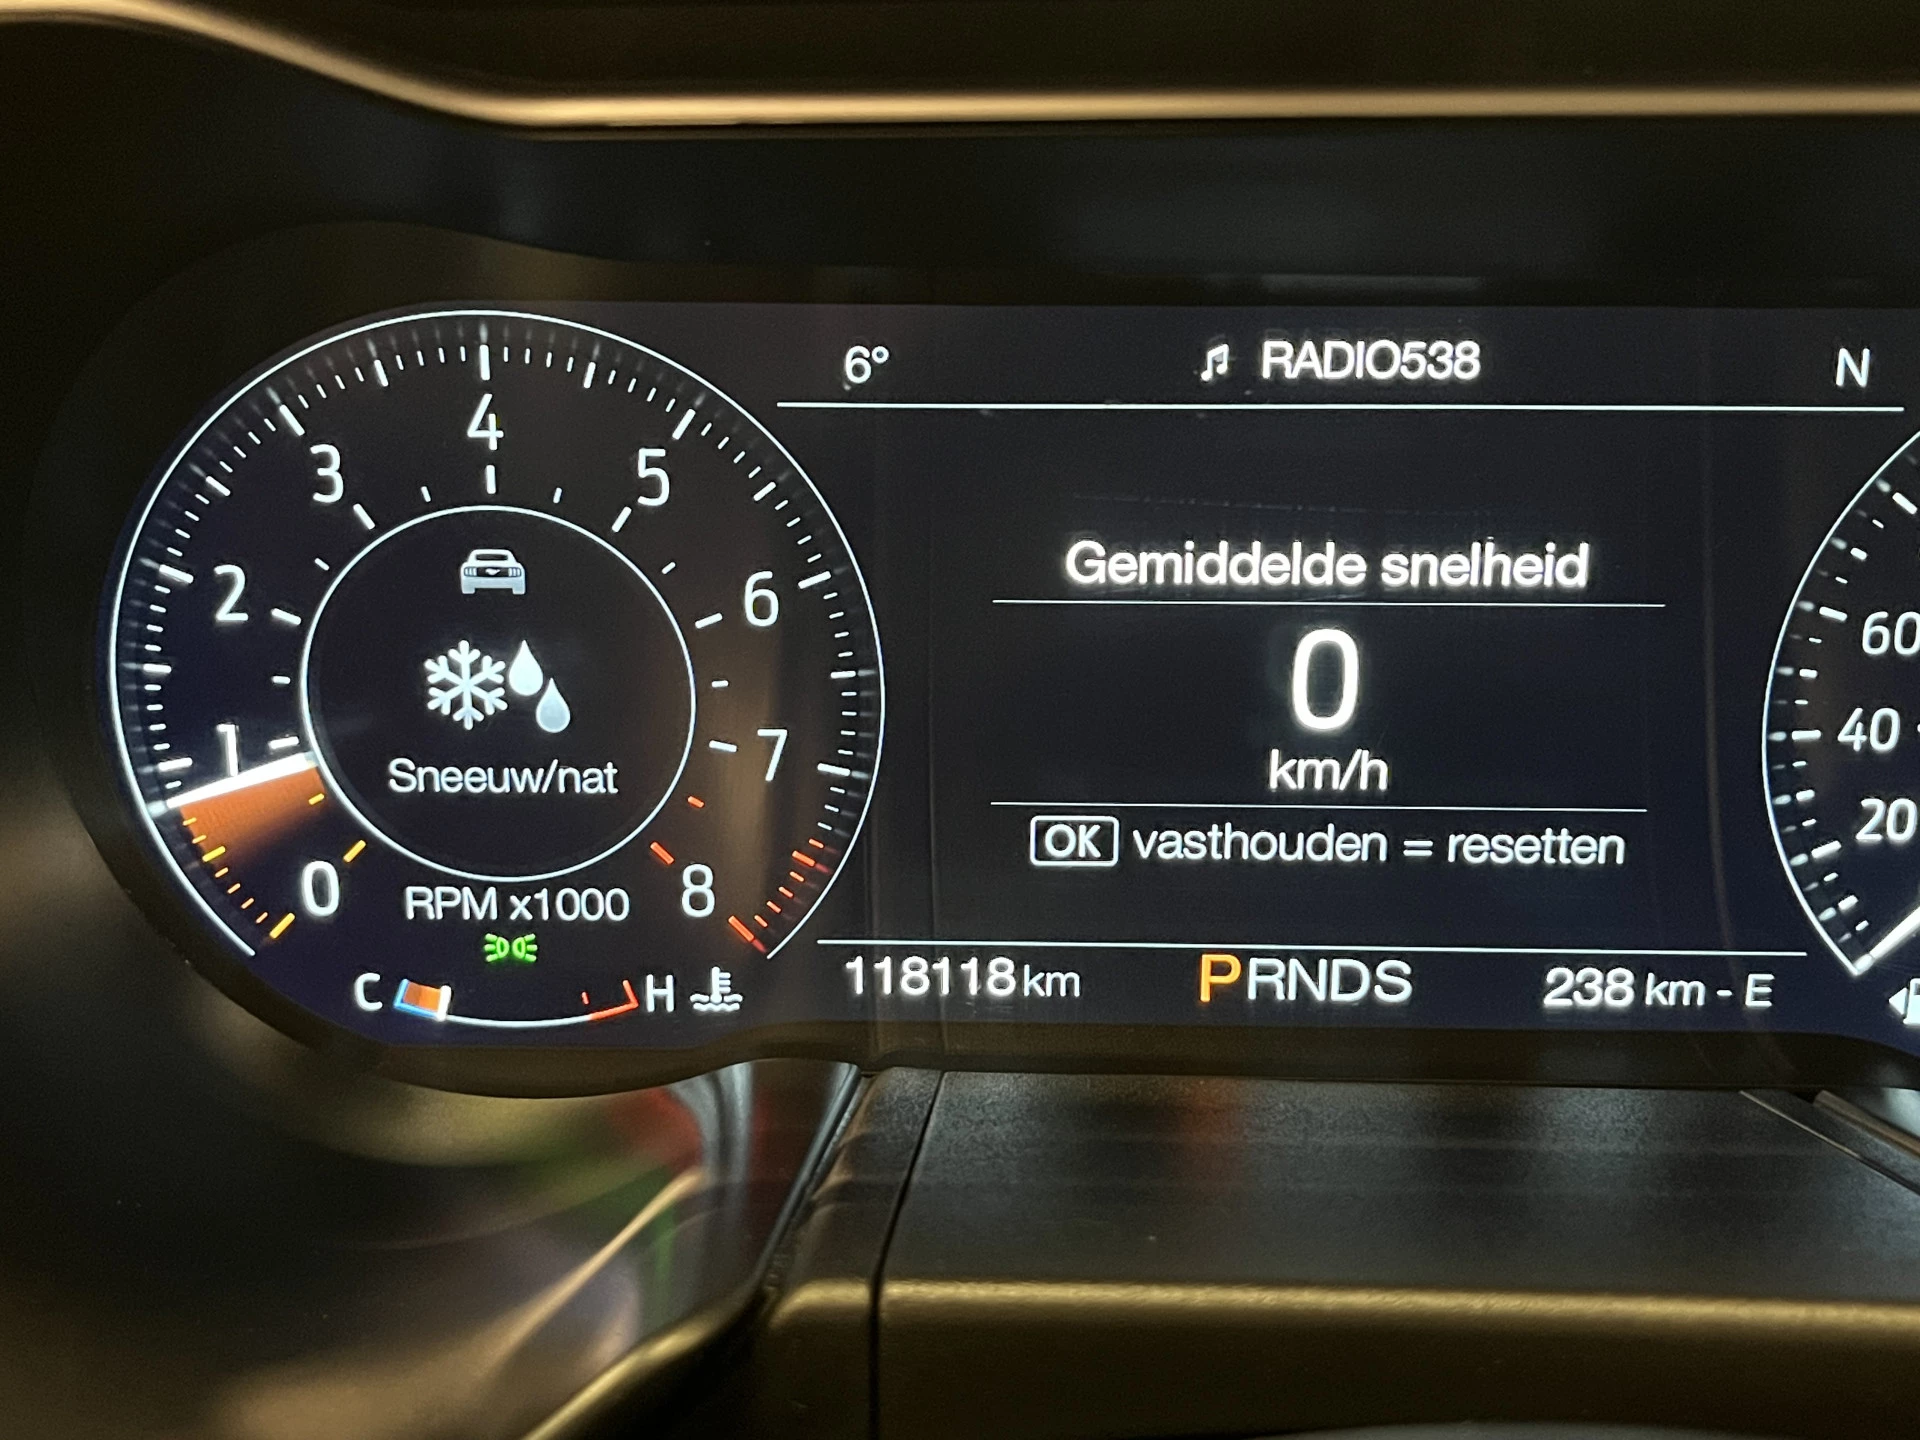 6° RADIO538 N
4
3 5
2 6
1 7
0 8
Sneeuw/nat
RPM x1000
C H
Gemiddelde snelheid
0
km/h
OK vasthouden = resetten
118118 km PRNDS 238 km - E
60
40
20